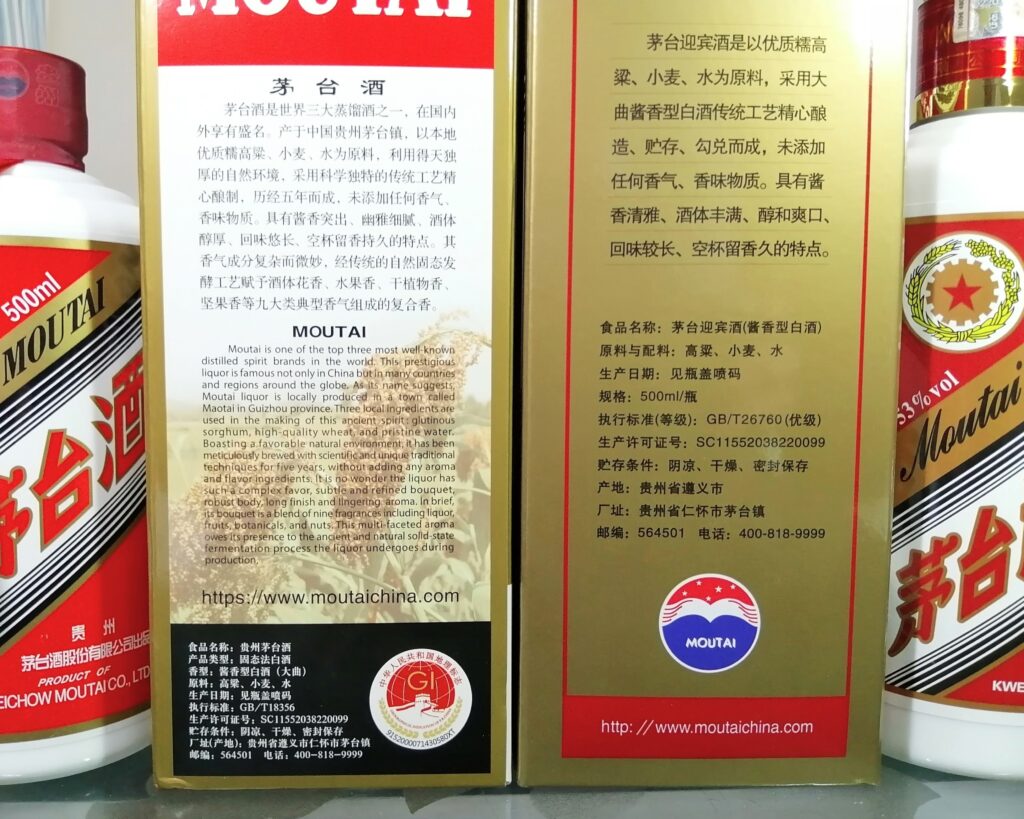 500ml
MOUTAI
茅台酒
贵州
茅台酒股份有限公司出品
PRODUCT OF
EICHOW MOUTAI CO., LTD
MOUTAI
茅台酒
茅台酒是世界三大蒸馏酒之一，在国内
外享有盛名。产于中国贵州茅台镇，以本地
优质糯高粱、小麦、水为原料，利用得天独
厚的自然环境，采用科学独特的传统工艺精
心酿制，历经五年而成，未添加任何香气、
香味物质。具有酱香突出、幽雅细腻、酒体
醇厚、回味悠长、空杯留香持久的特点。其
香气成分复杂而微妙，经传统的自然固态发
酵工艺赋予酒体花香、水果香、干植物香、
坚果香等九大类典型香气组成的复合香。
MOUTAI
Moutai is one of the top three most well-known
distilled spirit brands in the world. This prestigious
liquor is famous not only in China but in many countries
and regions around the globe. As its name suggests,
Moutai liquor is locally produced in a town called
Maotai in Guizhou province. Three local ingredients are
used in the making of this ancient spirit: glutinous
sorghum, high-quality wheat, and pristine water.
Boasting a favorable natural environment, it has been
meticulously brewed with scientific and unique traditional
techniques for five years, without adding any aroma
and flavor ingredients. It is no wonder the liquor has
such a complex favor, subtle and refined bouquet,
robust body, long finish and lingering aroma. In brief,
its bouquet is a blend of nine fragrances including liquor,
fruits, botanicals, and nuts. This multi-faceted aroma
owes its presence to the ancient and natural solid-state
fermentation process the liquor undergoes during
production,
https://www.moutaichina.com
食品名称：贵州茅台酒
产品类型：固态法白酒
香型：酱香型白酒（大曲）
原料：高粱、小麦、水
生产日期：见瓶盖喷码
执行标准：GB/T18356
生产许可证号：SC11552038220099
贮存条件：阴凉、干燥、密封保存
厂址(产地)：贵州省遵义市仁怀市茅台镇
邮编：564501 电话：400-818-9999
中华人民共和国地理标志
GI
91520000714305​80XT
茅台迎宾酒是以优质糯高
粱、小麦、水为原料，采用大
曲酱香型白酒传统工艺精心酿
造、贮存、勾兑而成，未添加
任何香气、香味物质。具有酱
香清雅、酒体丰满、醇和爽口、
回味较长、空杯留香久的特点。
食品名称：茅台迎宾酒(酱香型白酒)
原料与配料：高粱、小麦、水
生产日期：见瓶盖喷码
规格：500ml/瓶
执行标准(等级)：GB/T26760(优级)
生产许可证号：SC11552038220099
贮存条件：阴凉、干燥、密封保存
产地：贵州省遵义市
厂址：贵州省仁怀市茅台镇
邮编：564501 电话：400-818-9999
MOUTAI
http: // www.moutaichina.com
53%vol
Moutai
茅台
KWE